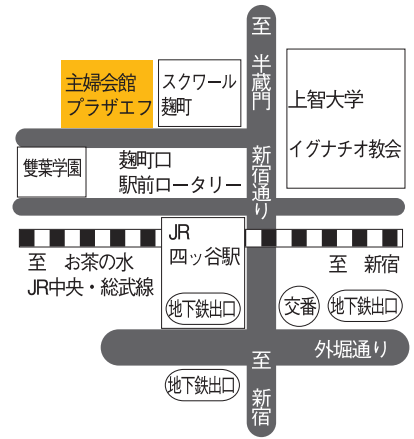 至 半蔵門
主婦会館
プラザエフ
スクワール
麹町
上智大学
イグナチオ教会
新宿通り
雙葉学園
麹町口
駅前ロータリー
JR
四ッ谷駅
至 お茶の水
JR中央・総武線
至 新宿
地下鉄出口
交番
地下鉄出口
外堀通り
至 新宿
地下鉄出口